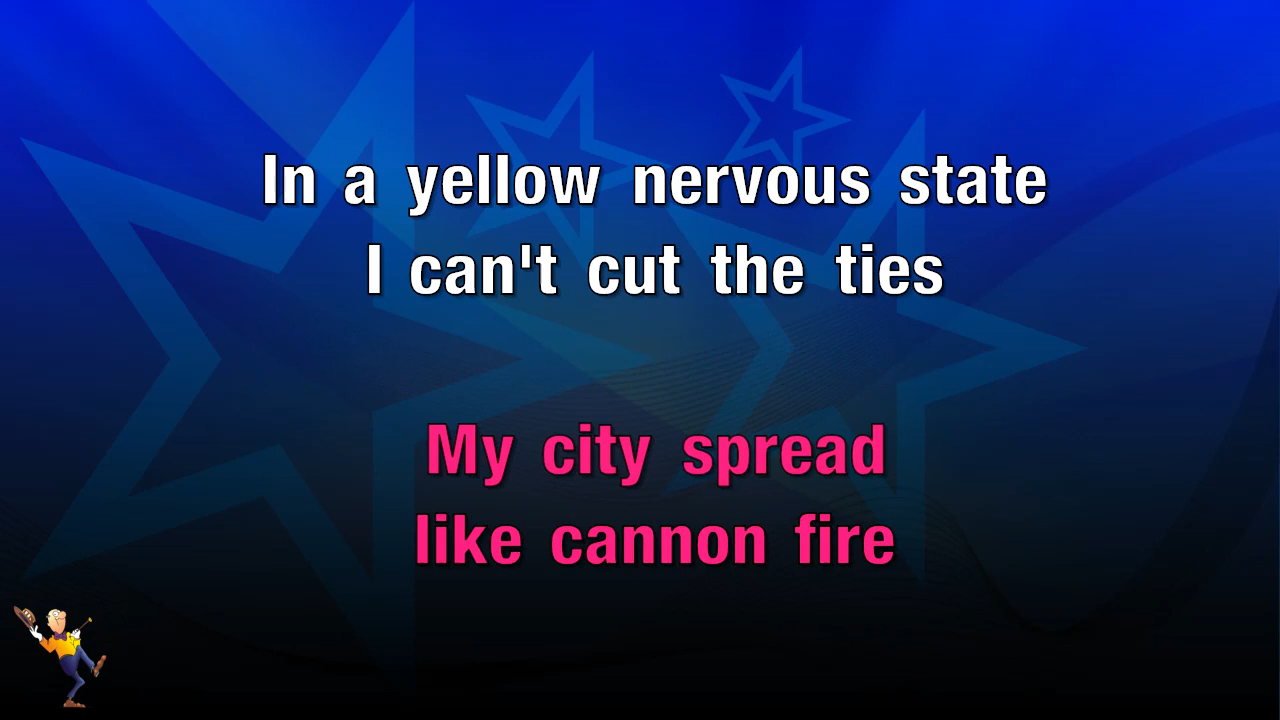 In a yellow nervous state
I can't cut the ties
My city spread
like cannon fire